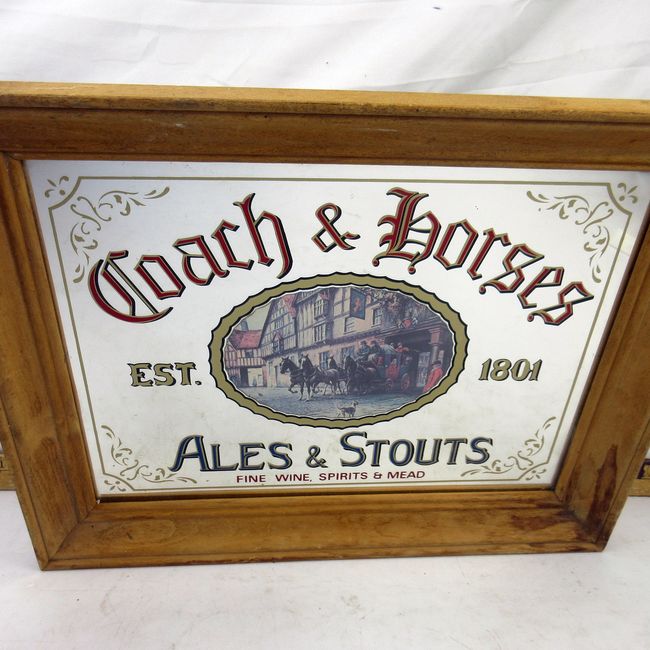 Coach & Horses
EST. 1801
ALES & STOUTS
FINE WINE, SPIRITS & MEAD